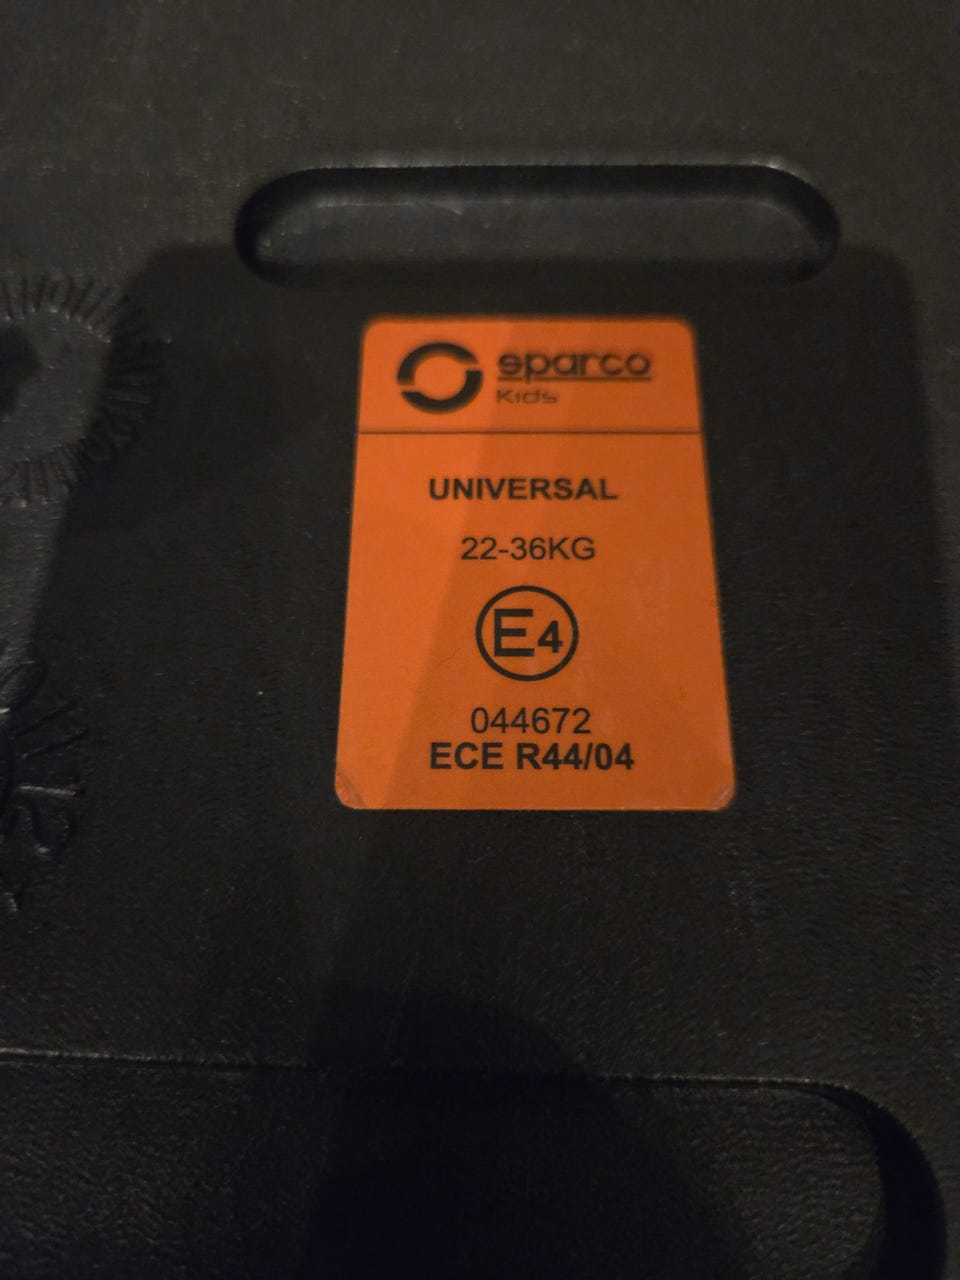 sparco
Kids
UNIVERSAL
22-36KG
E4
044672
ECE R44/04